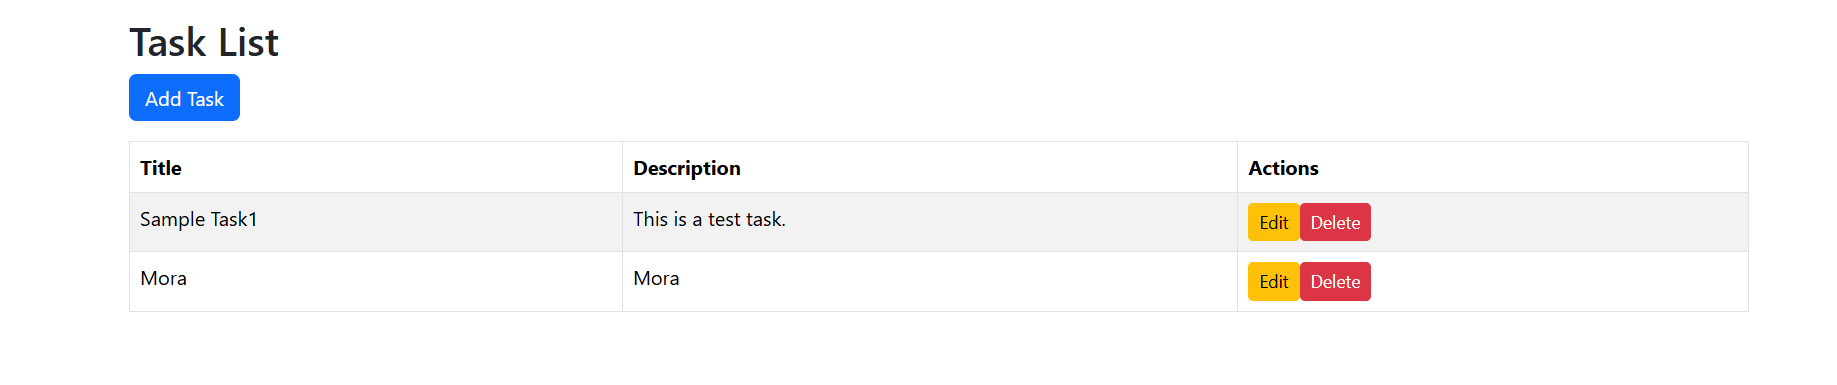 Task List
Add Task
Title Description Actions
Sample Task1 This is a test task. Edit Delete
Mora Mora Edit Delete